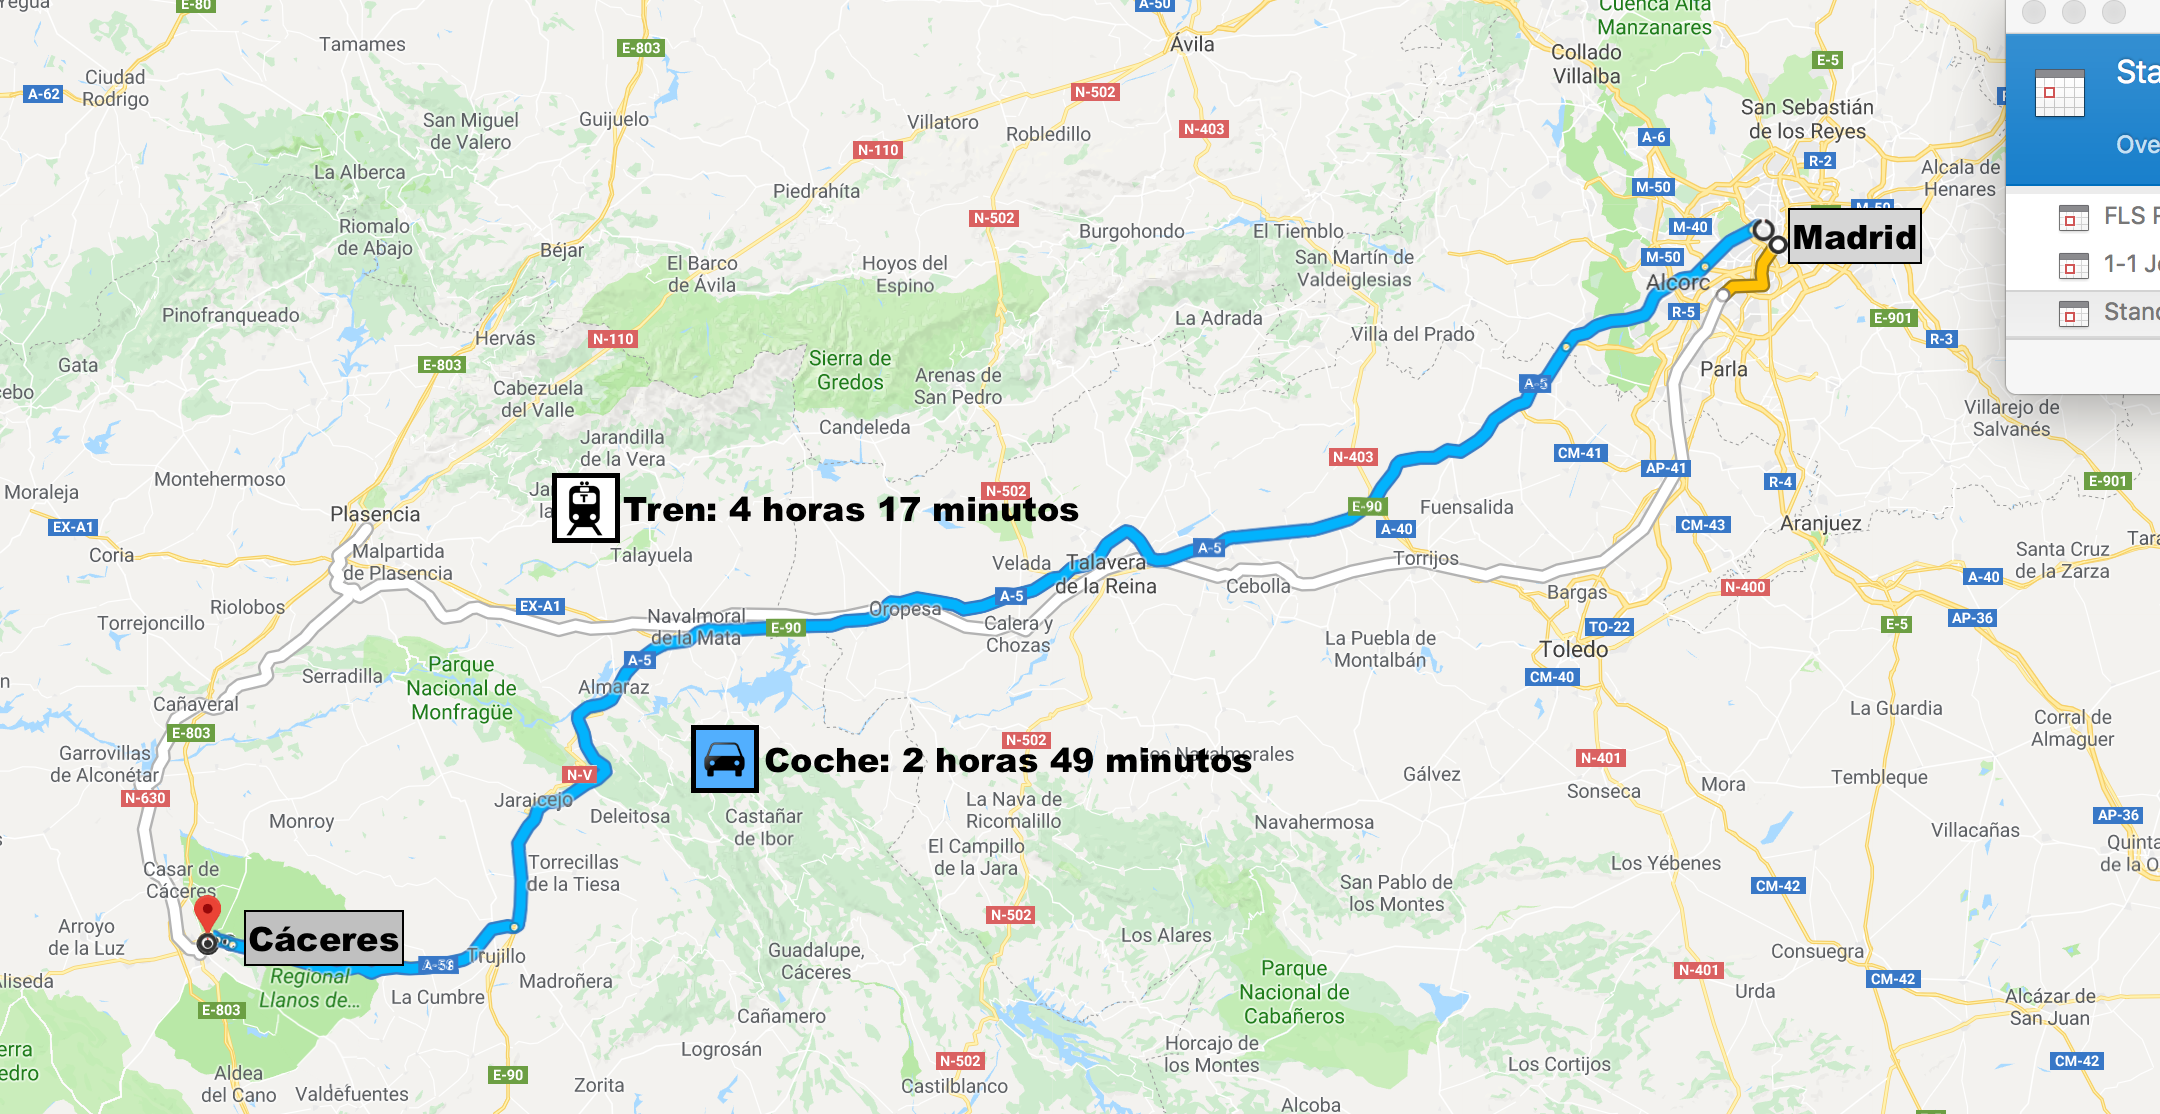 E-80
A-50
Cuenca Alta
Manzanares
Tamames
E-803
Ávila
Collado
Villalba
E-5
Ciudad
Rodrigo
A-62
N-502
San Sebastián
de los Reyes
San Miguel
de Valero
Guijuelo
Villatoro
Robledillo
N-403
A-6
N-110
R-2
La Alberca
Piedrahíta
M-50
Alcala de
Henares
M-50
Riomalo
de Abajo
N-502
Burgohondo
El Tiemblo
M-40
Madrid
Béjar
El Barco
de Ávila
Hoyos del
Espino
San Martín de
Valdeiglesias
M-50
Alcorc
Pinofranqueado
La Adrada
R-5
E-901
Hervás
N-110
Villa del Prado
R-3
Gata
E-803
Sierra de
Gredos
Parla
Cabezuela
del Valle
Arenas de
San Pedro
A-5
Villarejo de
Salvanés
Jarandilla
de la Vera
Candeleda
N-403
CM-41
AP-41
Montehermoso
Moraleja
N-502
R-4
E-901
Plasencia
Tren: 4 horas 17 minutos
E-90
Fuensalida
EX-A1
A-40
CM-43
Aranjuez
Coria
Malpartida
de Plasencia
Talayuela
Velada
Talavera
de la Reina
A-5
Torrijos
Santa Cruz
de la Zarza
Riolobos
EX-A1
A-5
Cebolla
Bargas
N-400
A-40
Torrejoncillo
Navalmoral
de la Mata
E-90
Oropesa
Calera y
Chozas
TO-22
E-5
AP-36
La Puebla de
Montalbán
Toledo
Parque
Nacional de
Monfragüe
A-5
Serradilla
Almaraz
CM-40
Cañaveral
La Guardia
Corral de
Almaguer
E-803
N-502
Garrovillas
de Alconétar
N-V
Coche: 2 horas 49 minutos
Los Navalmorales
N-401
Gálvez
Tembleque
N-630
Jaraicejo
Sonseca
Mora
Monroy
Deleitosa
Castañar
de Ibor
La Nava de
Ricomalillo
Navahermosa
AP-36
Villacañas
Casar de
Cáceres
Torrecillas
de la Tiesa
El Campillo
de la Jara
Los Yébenes
San Pablo de
los Montes
CM-42
Arroyo
de la Luz
Cáceres
N-502
Los Alares
A-58
Trujillo
Guadalupe,
Cáceres
Consuegra
Regional
Llanos de...
Madroñera
La Cumbre
Parque
Nacional de
Cabañeros
N-401
CM-42
Urda
Alcázar de
San Juan
E-803
Cañamero
Logrosán
Horcajo de
los Montes
N-502
Los Cortijos
CM-42
Aldea
del Cano
E-90
Valdefuentes
Zorita
Castilblanco
Alcoba
Sta
Ove
FLS
1-1
Stan